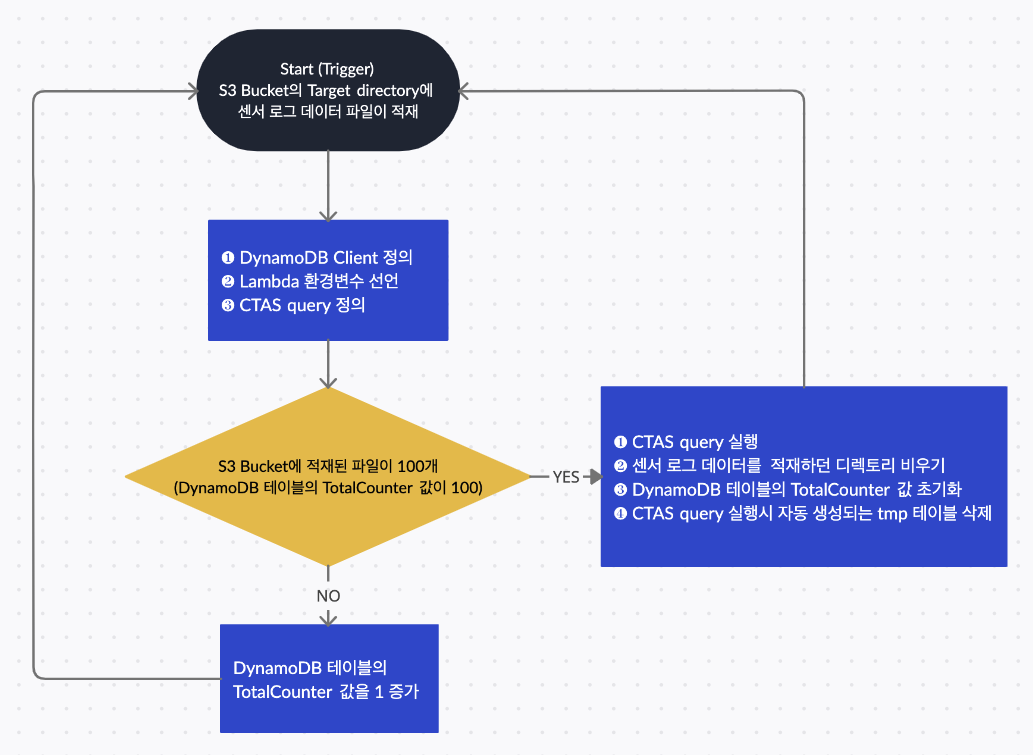 Start (Trigger)
S3 Bucket의 Target directory에
센서 로그 데이터 파일이 적재
❶ DynamoDB Client 정의
❷ Lambda 환경변수 선언
❸ CTAS query 정의
S3 Bucket에 적재된 파일이 100개
(DynamoDB 테이블의 TotalCounter 값이 100)
YES
❶ CTAS query 실행
❷ 센서 로그 데이터를 적재하던 디렉토리 비우기
❸ DynamoDB 테이블의 TotalCounter 값 초기화
❹ CTAS query 실행시 자동 생성되는 tmp 테이블 삭제
NO
DynamoDB 테이블의
TotalCounter 값을 1 증가